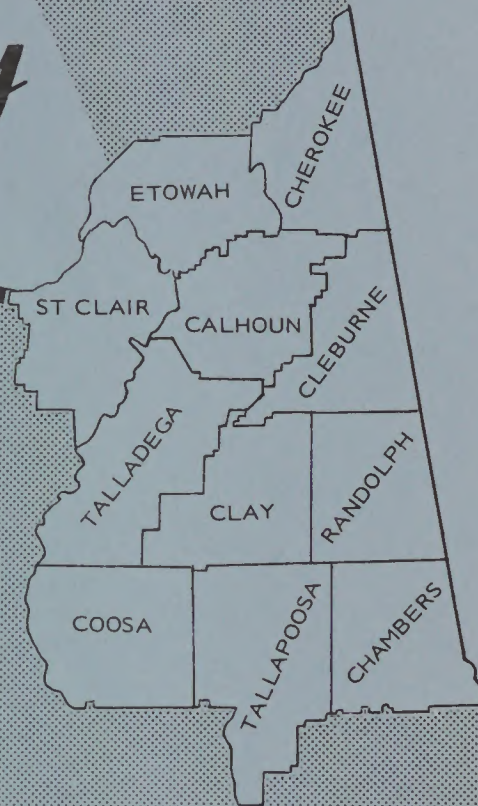 CHEROKEE
ETOWAH
ST CLAIR
CALHOUN
CLEBURNE
TALLADEGA
CLAY
RANDOLPH
COOSA
TALLAPOOSA
CHAMBERS